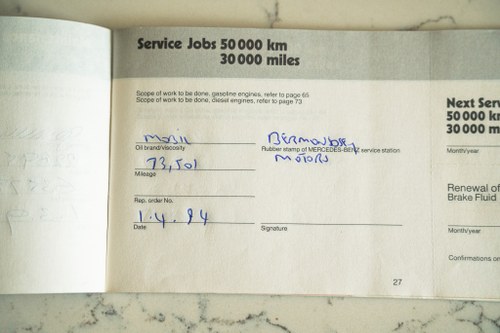 Service Jobs 50 000 km
30 000 miles
Scope of work to be done, gasoline engines, refer to page 65
Scope of work to be done, diesel engines, refer to page 73
Mobil
Oil brand/viscosity
73,501
Mileage
Rep. order No.
1.4.94
Date
BERMONDSEY
MOTORS
Rubber stamp of MERCEDES-BENZ service station
Signature
27
Next Serv
50 000 k
30 000 m
Month/year
Renewal of
Brake Fluid
Month/year
Confirmations on